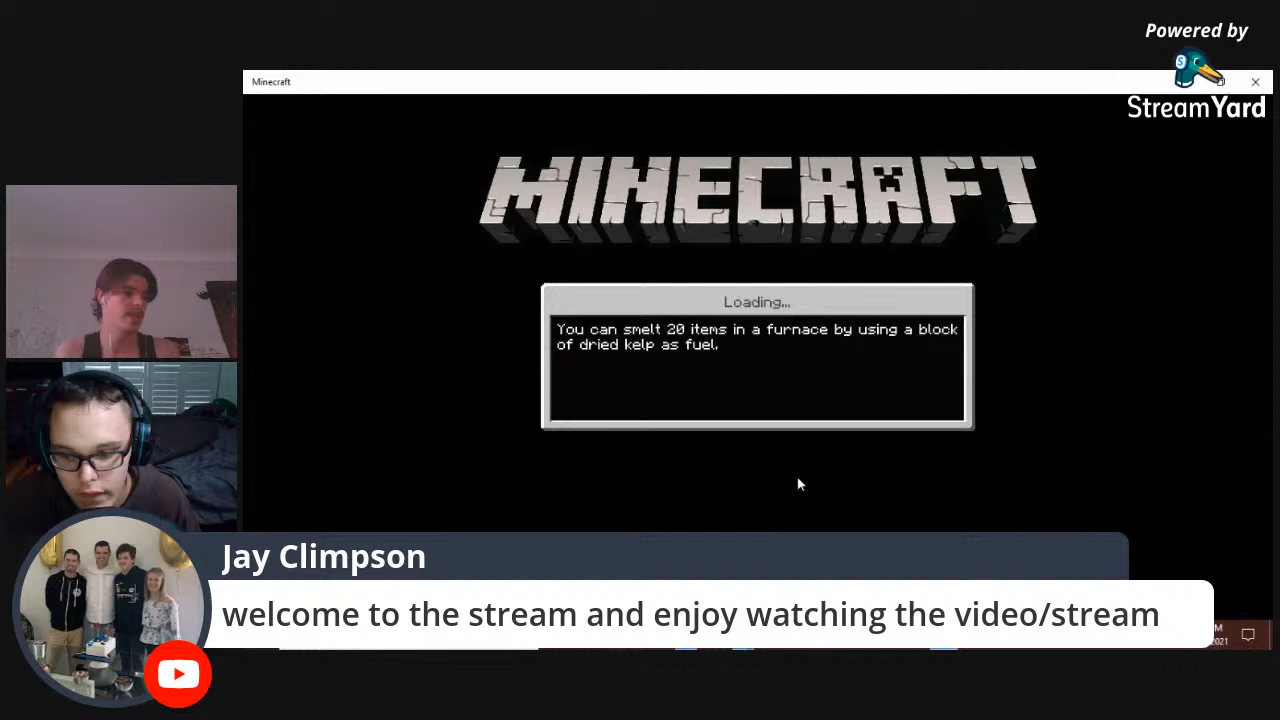 Powered by
StreamYard
Minecraft
MINECRAFT
Loading...
You can smelt 20 items in a furnace by using a block
of dried kelp as fuel.
Jay Climpson
welcome to the stream and enjoy watching the video/stream
M
2021